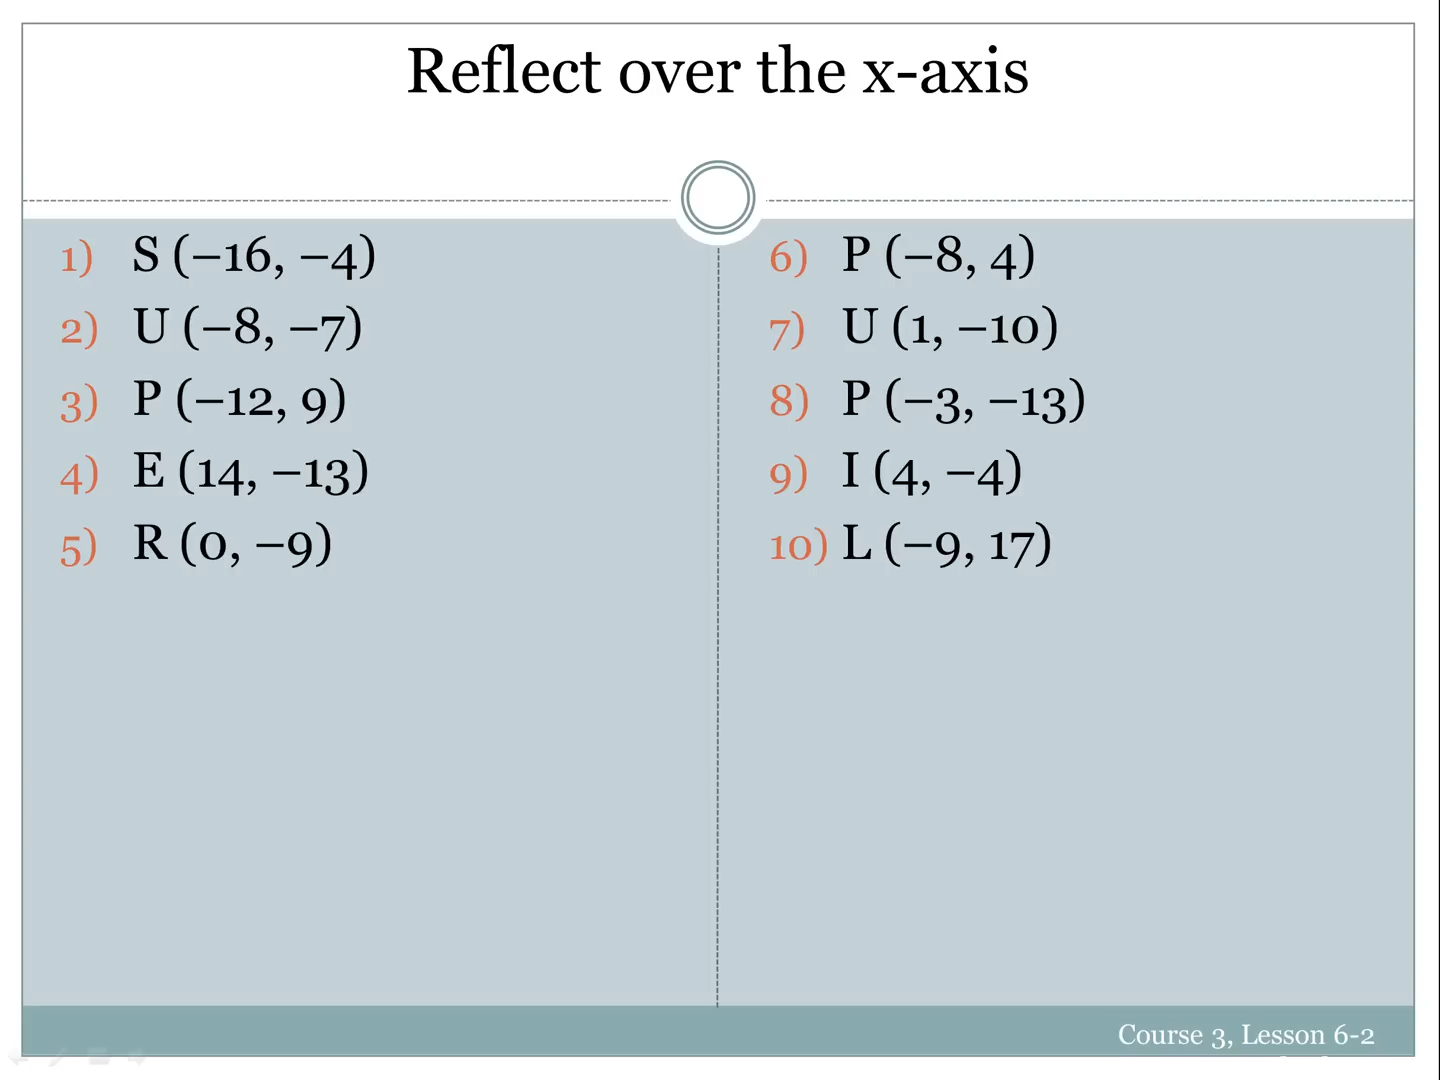 Reflect over the x-axis
1) S (−16, −4)
2) U (−8, −7)
3) P (−12, 9)
4) E (14, −13)
5) R (0, −9)
6) P (−8, 4)
7) U (1, −10)
8) P (−3, −13)
9) I (4, −4)
10) L (−9, 17)
Course 3, Lesson 6-2